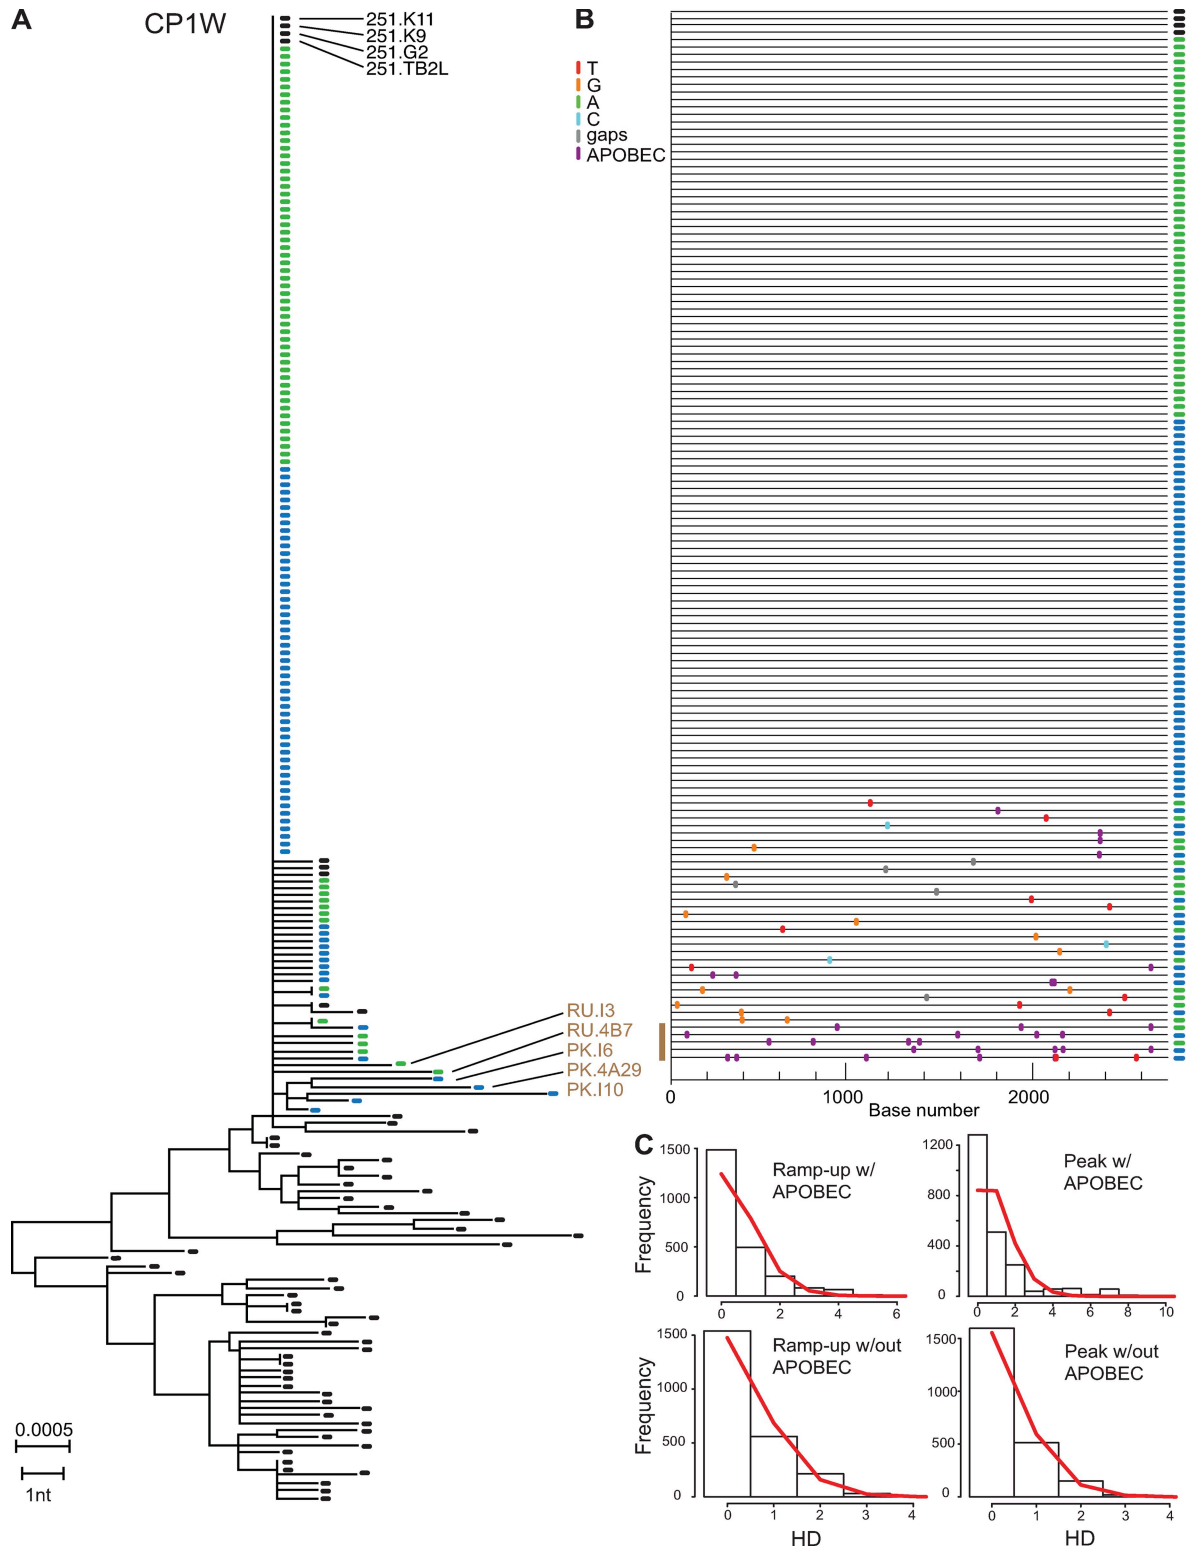 A
CP1W
251.K11
251.K9
251.G2
251.TB2L
RU.I3
RU.4B7
PK.I6
PK.4A29
PK.I10
0.0005
1nt
B
T
G
A
C
gaps
APOBEC
0
1000
2000
Base number
C
Frequency
1500
1000
500
0
0
2
4
6
Ramp-up w/
APOBEC
1200
800
400
0
0
2
4
6
8
10
Peak w/
APOBEC
Frequency
1500
1000
500
0
0
1
2
3
4
HD
Ramp-up w/out
APOBEC
1500
1000
500
0
0
1
2
3
4
HD
Peak w/out
APOBEC